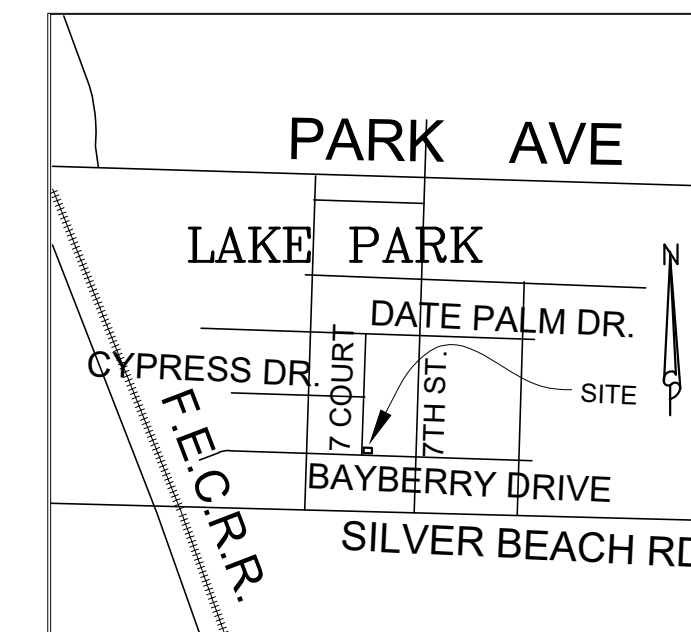 PARK AVE
LAKE PARK
N
DATE PALM DR.
CYPRESS DR.
7 COURT
7TH ST.
SITE
F.E.C.R.R.
BAYBERRY DRIVE
SILVER BEACH RD